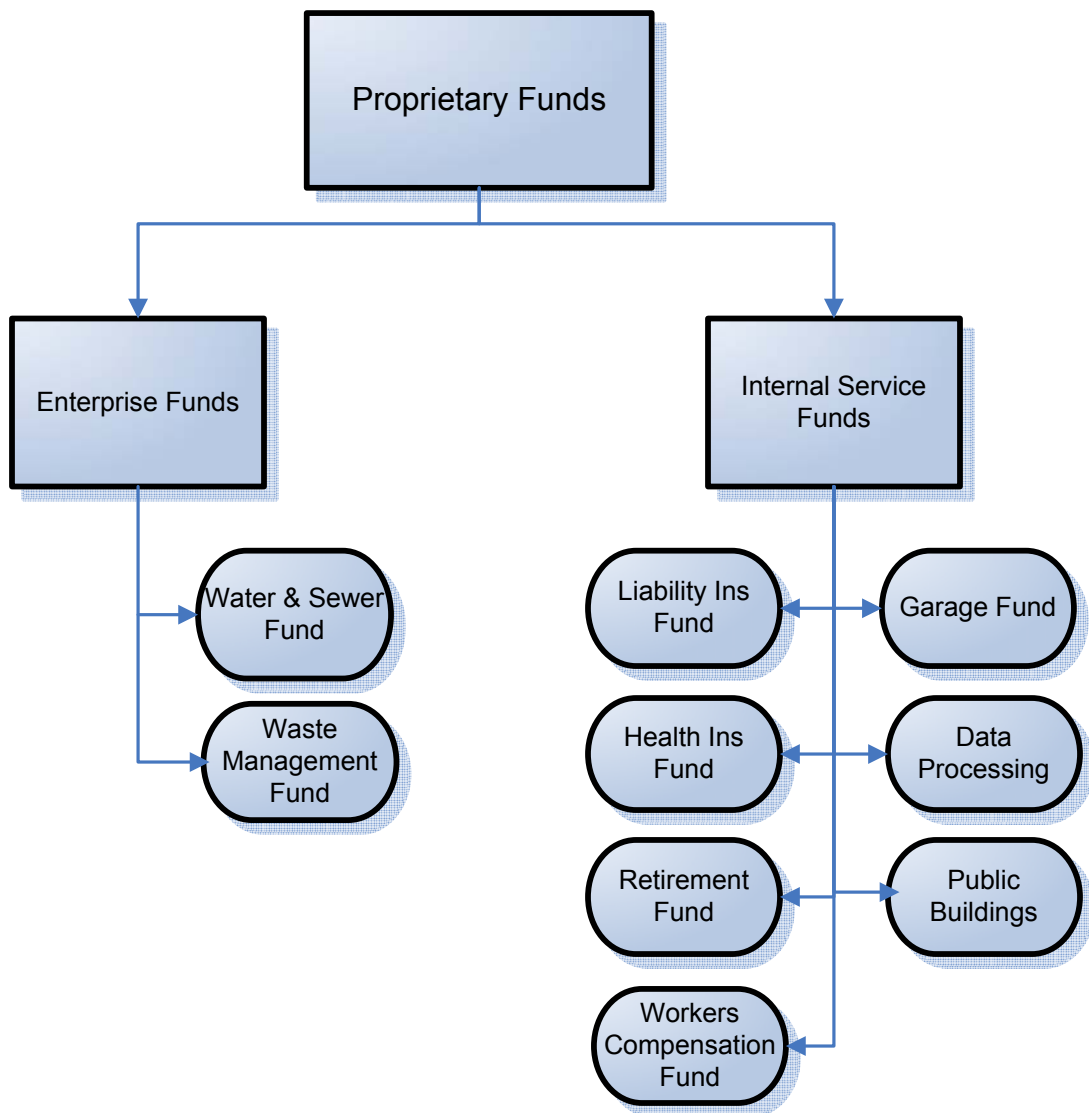 Proprietary Funds
Enterprise Funds
Internal Service
Funds
Water & Sewer
Fund
Waste
Management
Fund
Liability Ins
Fund
Garage Fund
Health Ins
Fund
Data
Processing
Retirement
Fund
Public
Buildings
Workers
Compensation
Fund